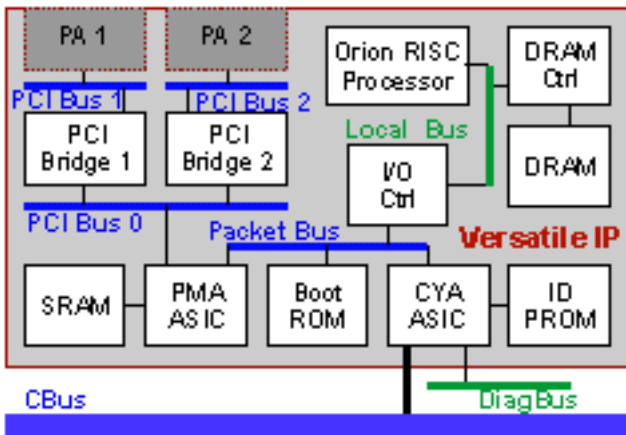 PA 1
PA 2
Orion RISC
Processor
DRAM
Ctrl
PCI Bus 1
PCI Bus 2
PCI
Bridge 1
PCI
Bridge 2
Local Bus
I/O
Ctrl
DRAM
PCI Bus 0
Packet Bus
Versatile IP
SRAM
PMA
ASIC
Boot
ROM
CYA
ASIC
ID
PROM
CBus
DiagBus